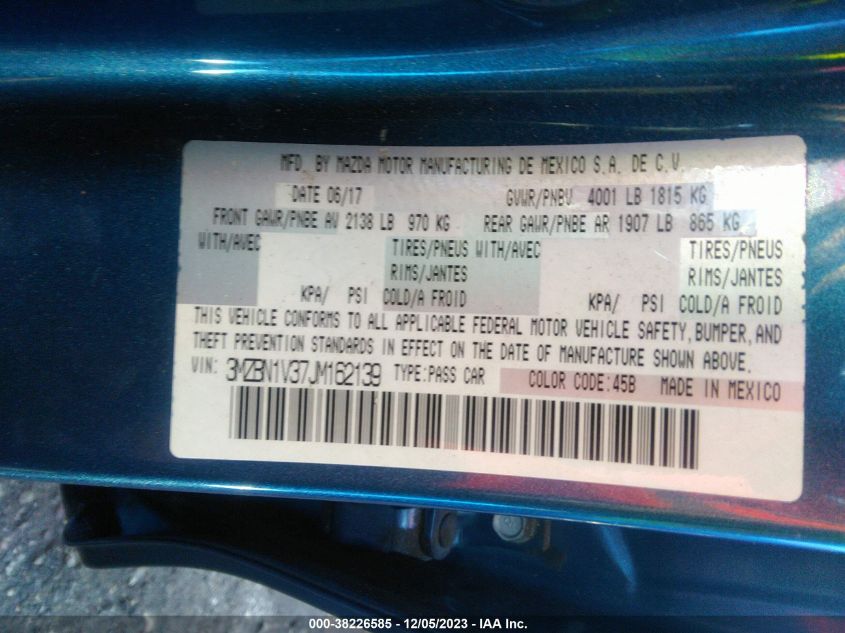 MFD. BY MAZDA MOTOR MANUFACTURING DE MEXICO S.A. DE C.V.
DATE 06/17 GVWR/PNBV 4001 LB 1815 KG
FRONT GAWR/PNBE AV 2138 LB 970 KG REAR GAWR/PNBE AR 1907 LB 865 KG
WITH/AVEC TIRES/PNEUS WITH/AVEC TIRES/PNEUS
RIMS/JANTES RIMS/JANTES
KPA/ PSI COLD/A FROID KPA/ PSI COLD/A FROID
THIS VEHICLE CONFORMS TO ALL APPLICABLE FEDERAL MOTOR VEHICLE SAFETY, BUMPER, AND
THEFT PREVENTION STANDARDS IN EFFECT ON THE DATE OF MANUFACTURE SHOWN ABOVE.
VIN: 3MZBN1V37JM162139 TYPE:PASS CAR COLOR CODE:45B MADE IN MEXICO
000-38226585 - 12/05/2023 - IAA Inc.